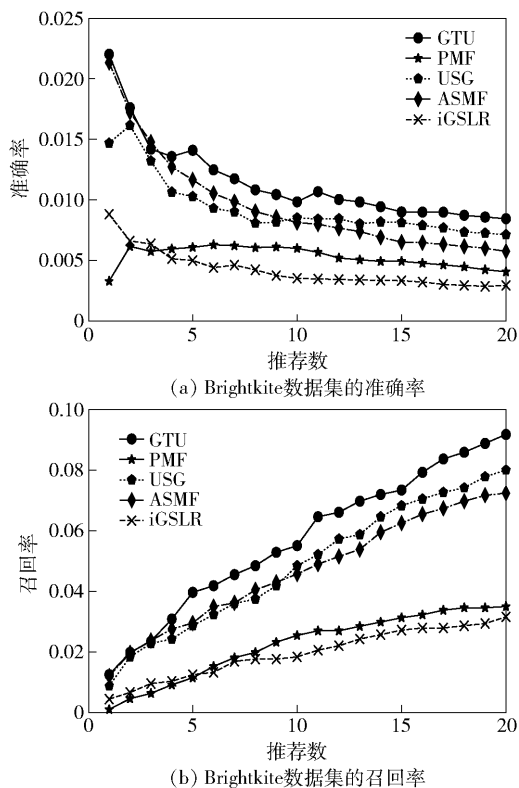 0.025
0.020
0.015
0.010
0.005
0
准确率
GTU
PMF
USG
ASMF
iGSLR
0 5 10 15 20
推荐数
(a) Brightkite数据集的准确率
0.10
0.08
0.06
0.04
0.02
0
召回率
GTU
PMF
USG
ASMF
iGSLR
0 5 10 15 20
推荐数
(b) Brightkite数据集的召回率